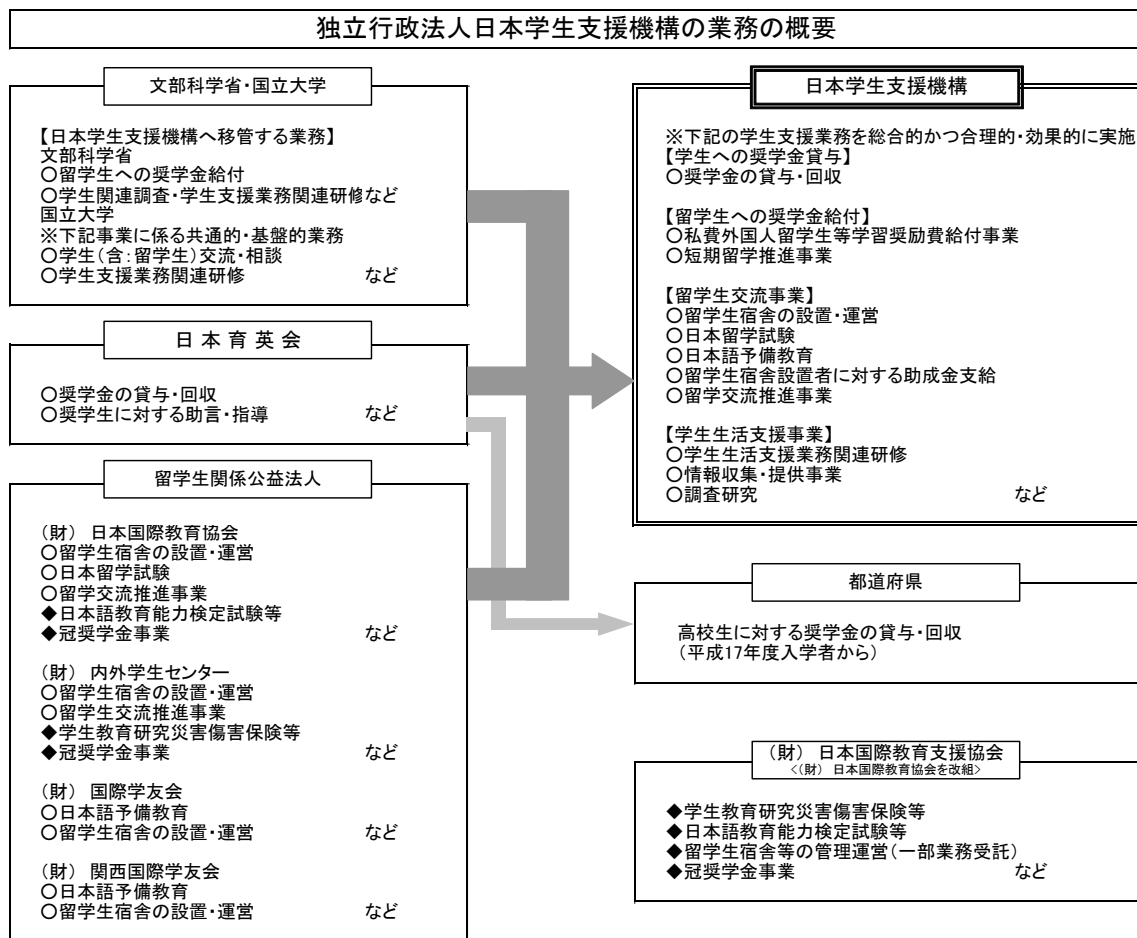 独立行政法人日本学生支援機構の業務の概要
文部科学省・国立大学
【日本学生支援機構へ移管する業務】
文部科学省
○留学生への奨学金給付
○学生関連調査・学生支援業務関連研修など
国立大学
※下記事業に係る共通的・基盤的業務
○学生(含:留学生)交流・相談
○学生支援業務関連研修 など
日本育英会
○奨学金の貸与・回収
○奨学生に対する助言・指導 など
留学生関係公益法人
(財) 日本国際教育協会
○留学生宿舎の設置・運営
○日本留学試験
○留学交流推進事業
◆日本語教育能力検定試験等
◆冠奨学金事業 など
(財) 内外学生センター
○留学生宿舎の設置・運営
○留学生交流推進事業
◆学生教育研究災害傷害保険等
◆冠奨学金事業 など
(財) 国際学友会
○日本語予備教育
○留学生宿舎の設置・運営 など
(財) 関西国際学友会
○日本語予備教育
○留学生宿舎の設置・運営 など
日本学生支援機構
※下記の学生支援業務を総合的かつ合理的・効果的に実施
【学生への奨学金貸与】
○奨学金の貸与・回収
【留学生への奨学金給付】
○私費外国人留学生等学習奨励費給付事業
○短期留学推進事業
【留学生交流事業】
○留学生宿舎の設置・運営
○日本留学試験
○日本語予備教育
○留学生宿舎設置者に対する助成金支給
○留学交流推進事業
【学生生活支援事業】
○学生生活支援業務関連研修
○情報収集・提供事業
○調査研究 など
都道府県
高校生に対する奨学金の貸与・回収
(平成17年度入学者から)
(財) 日本国際教育支援協会
<(財) 日本国際教育協会を改組>
◆学生教育研究災害傷害保険等
◆日本語教育能力検定試験等
◆留学生宿舎等の管理運営(一部業務受託)
◆冠奨学金事業 など